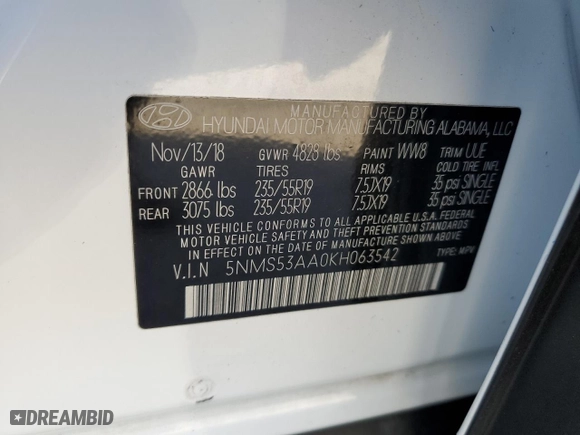 MANUFACTURED BY
HYUNDAI MOTOR MANUFACTURING ALABAMA, LLC
Nov/13/18 GVWR 4828 lbs PAINT WW8 TRIM UUE
GAWR TIRES RIMS COLD TIRE INFL
FRONT 2866 lbs 235/55R19 7.5JX19 35 psi SINGLE
REAR 3075 lbs 235/55R19 7.5JX19 35 psi SINGLE
THIS VEHICLE CONFORMS TO ALL APPLICABLE U.S.A. FEDERAL
MOTOR VEHICLE SAFETY AND THEFT PREVENTION STANDARDS
IN EFFECT ON THE DATE OF MANUFACTURE SHOWN ABOVE.
V.I.N 5NMS53AA0KH063542 TYPE: MPV
DREAMBID